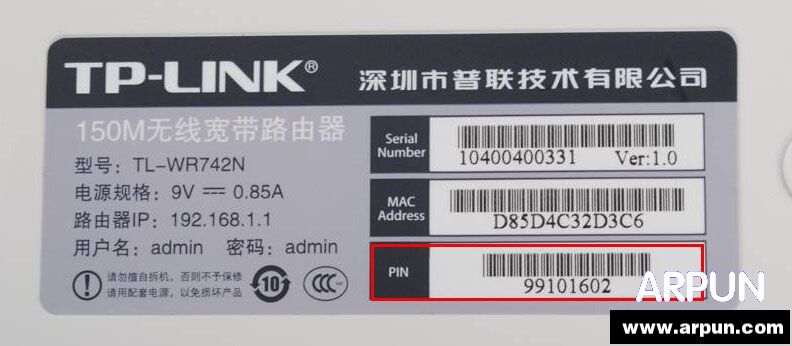 TP-LINK® 深圳市普联技术有限公司
150M无线宽带路由器
型号：TL-WR742N
电源规格：9V 0.85A
路由器IP：192.168.1.1
用户名：admin 密码：admin
请勿擅自拆机，否则不予保修
请用配套电源，以免损坏产品
10
CCC
Serial Number
10400400331 Ver:1.0
MAC Address
D85D4C32D3C6
PIN
99101602
ARPUN
www.arpun.com